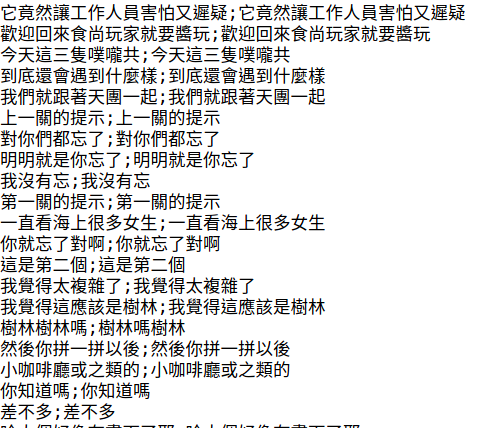 它竟然讓工作人員害怕又遲疑;它竟然讓工作人員害怕又遲疑
歡迎回來食尚玩家就要醬玩;歡迎回來食尚玩家就要醬玩
今天這三隻噗嚨共;今天這三隻噗嚨共
到底還會遇到什麼樣;到底還會遇到什麼樣
我們就跟著天團一起;我們就跟著天團一起
上一關的提示;上一關的提示
對你們都忘了;對你們都忘了
明明就是你忘了;明明就是你忘了
我沒有忘;我沒有忘
第一關的提示;第一關的提示
一直看海上很多女生;一直看海上很多女生
你就忘了對啊;你就忘了對啊
這是第二個;這是第二個
我覺得太複雜了;我覺得太複雜了
我覺得這應該是樹林;我覺得這應該是樹林
樹林樹林嗎;樹林嗎樹林
然後你拼一拼以後;然後你拼一拼以後
小咖啡廳或之類的;小咖啡廳或之類的
你知道嗎;你知道嗎
差不多;差不多